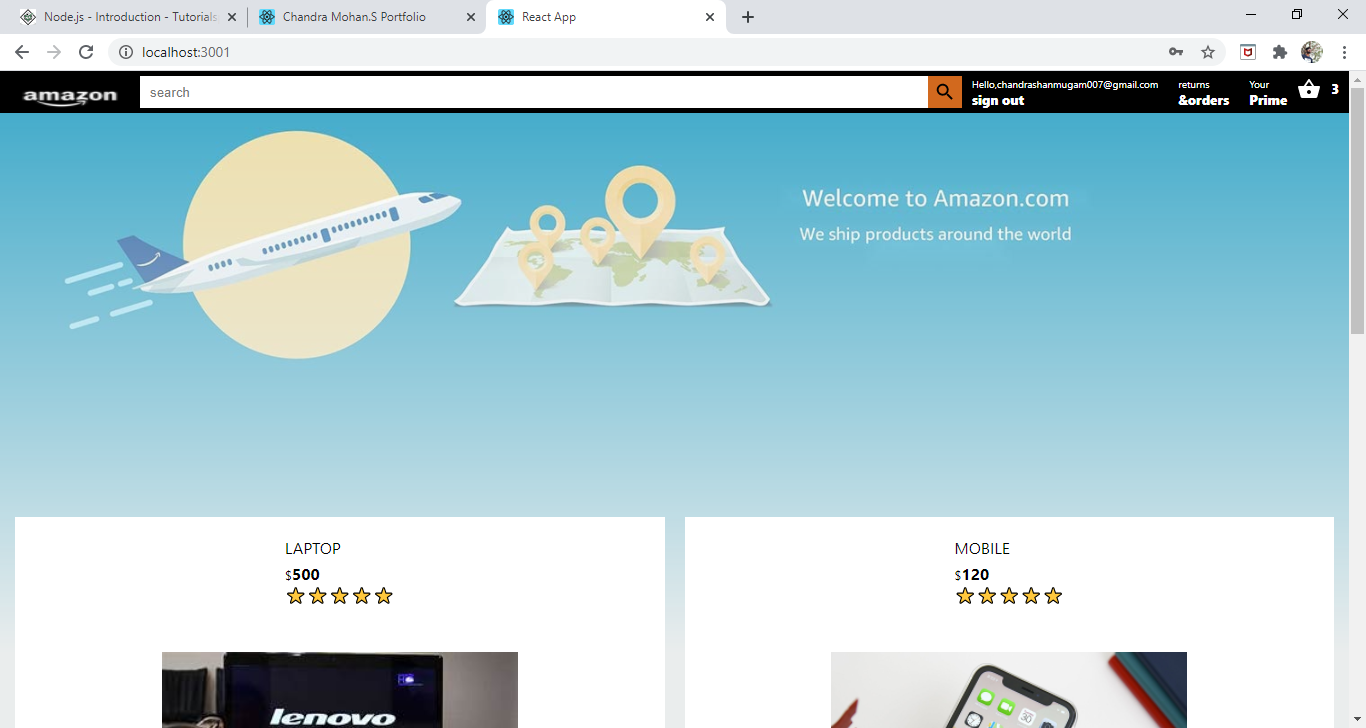 Node.js - Introduction - Tutorials
Chandra Mohan.S Portfolio
React App
localhost:3001
amazon
search
Hello,chandrashanmugam007@gmail.com
sign out
returns
&orders
Your
Prime
3
Welcome to Amazon.com
We ship products around the world
LAPTOP
$500
MOBILE
$120
lenovo